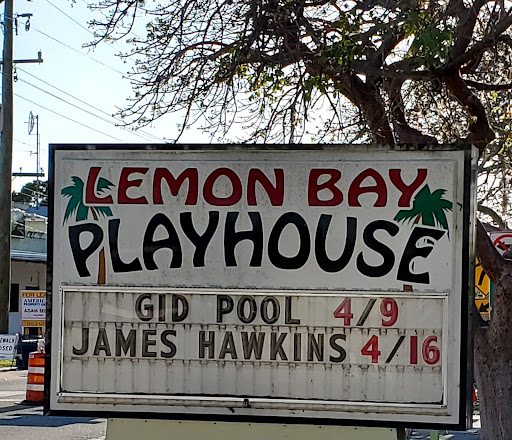 LEMON BAY
PLAYHOUSE
GID POOL 4/9
JAMES HAWKINS 4/16